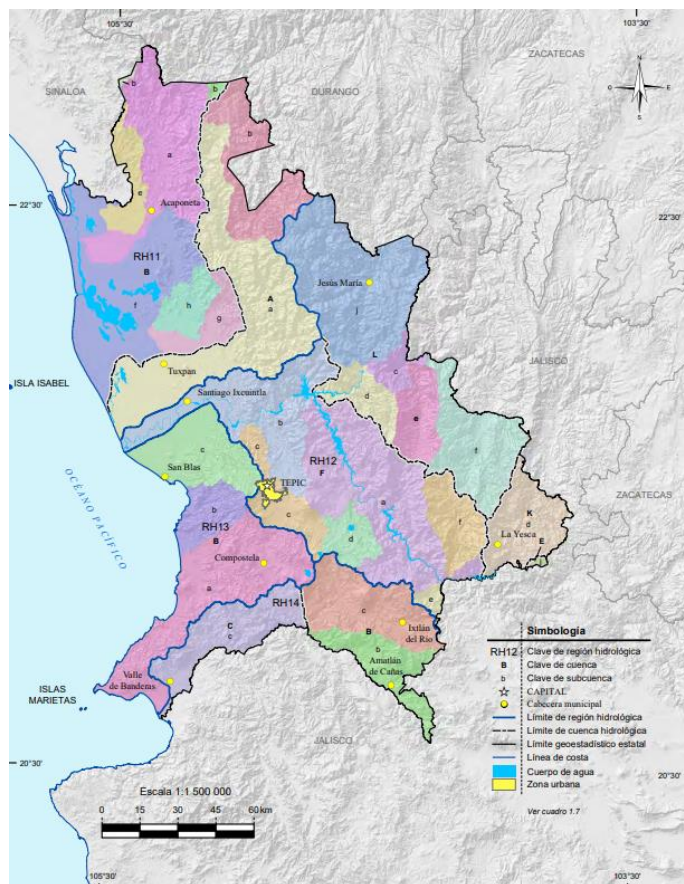 105°30'
103°30'
ZACATECAS
SINALOA
DURANGO
O
N
E
S
b
b
b
a
e
22°30'
22°30'
Acaponeta
RH11
B
Jesús María
A
a
f
h
g
j
JALISCO
L
c
Tuxpan
ISLA ISABEL
d
e
Santiago Ixcuintla
b
f
c
c
RH12
F
San Blas
TEPIC
a
ZACATECAS
OCÉANO PACÍFICO
b
RH13
B
c
f
K
d
d
La Yesca
E
Compostela
a
RH14
e
c
Ixtlán
del Río
C
c
B
b
Valle
de Banderas
Amatlán
de Cañas
ISLAS
MARIETAS
JALISCO
Simbología
RH12 Clave de región hidrológica
B Clave de cuenca
b Clave de subcuenca
CAPITAL
Cabecera municipal
Límite de región hidrológica
Límite de cuenca hidrológica
Límite geoestadístico estatal
Línea de costa
Cuerpo de agua
Zona urbana
Ver cuadro 1.7
20°30'
20°30'
Escala 1:1 500 000
0 15 30 45 60 km
105°30'
103°30'